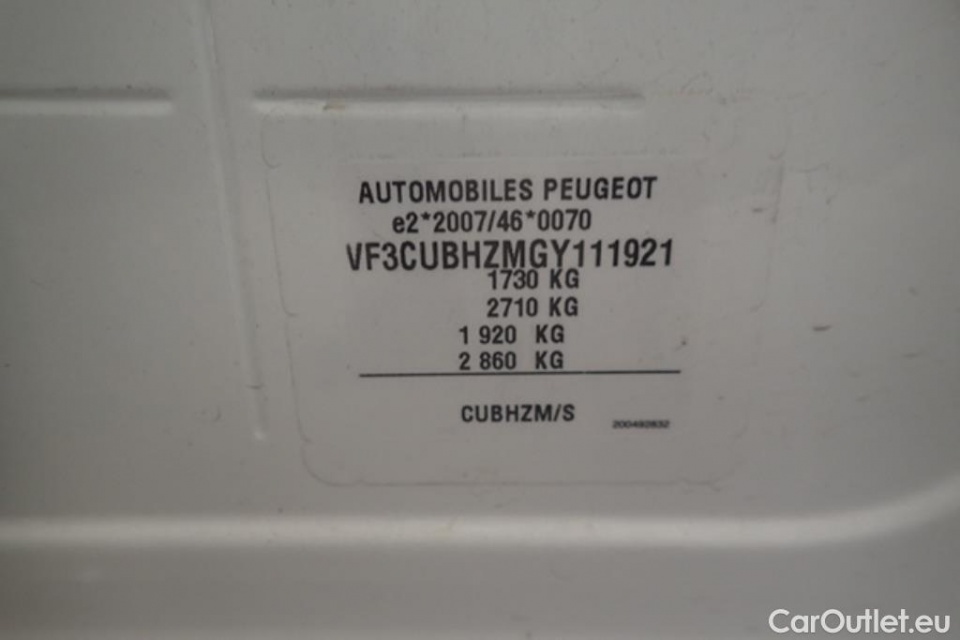 AUTOMOBILES PEUGEOT
e2*2007/46*0070
VF3CUBHZMGY111921
1730 KG
2710 KG
1 920 KG
2 860 KG
CUBHZM/S
200492832
CarOutlet.eu